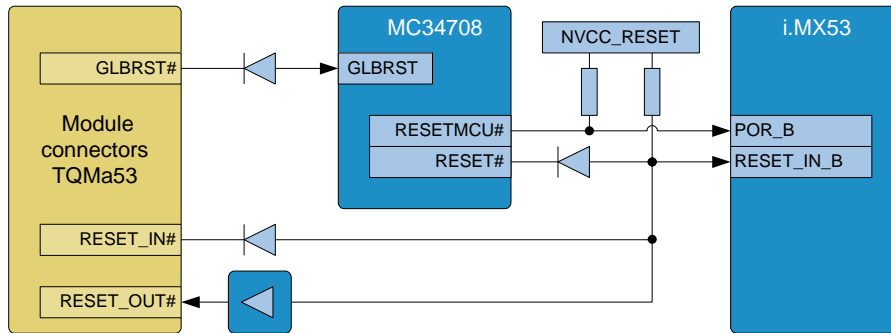 MC34708
NVCC_RESET
i.MX53
GLBRST#
GLBRST
Module
connectors
TQMa53
RESETMCU#
POR_B
RESET#
RESET_IN_B
RESET_IN#
RESET_OUT#